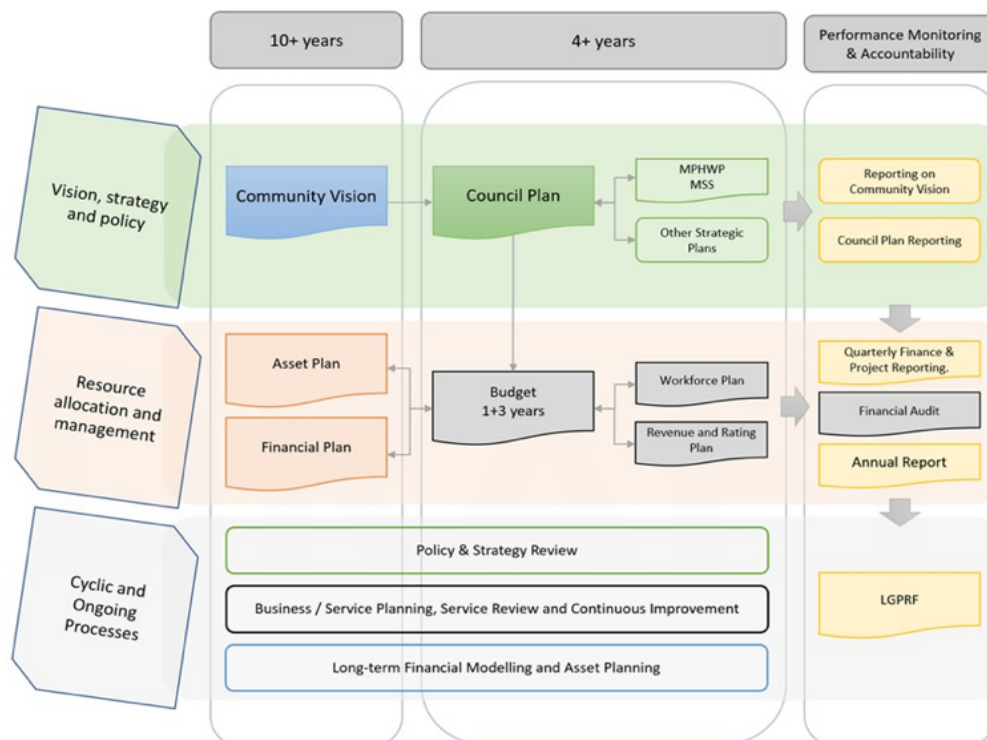 10+ years
4+ years
Performance Monitoring
& Accountability
Vision, strategy
and policy
Community Vision
Council Plan
MPHWP
MSS
Other Strategic
Plans
Reporting on
Community Vision
Council Plan Reporting
Resource
allocation and
management
Asset Plan
Financial Plan
Budget
1+3 years
Workforce Plan
Revenue and Rating
Plan
Quarterly Finance &
Project Reporting.
Financial Audit
Annual Report
Cyclic and
Ongoing
Processes
Policy & Strategy Review
Business / Service Planning, Service Review and Continuous Improvement
Long-term Financial Modelling and Asset Planning
LGPRF